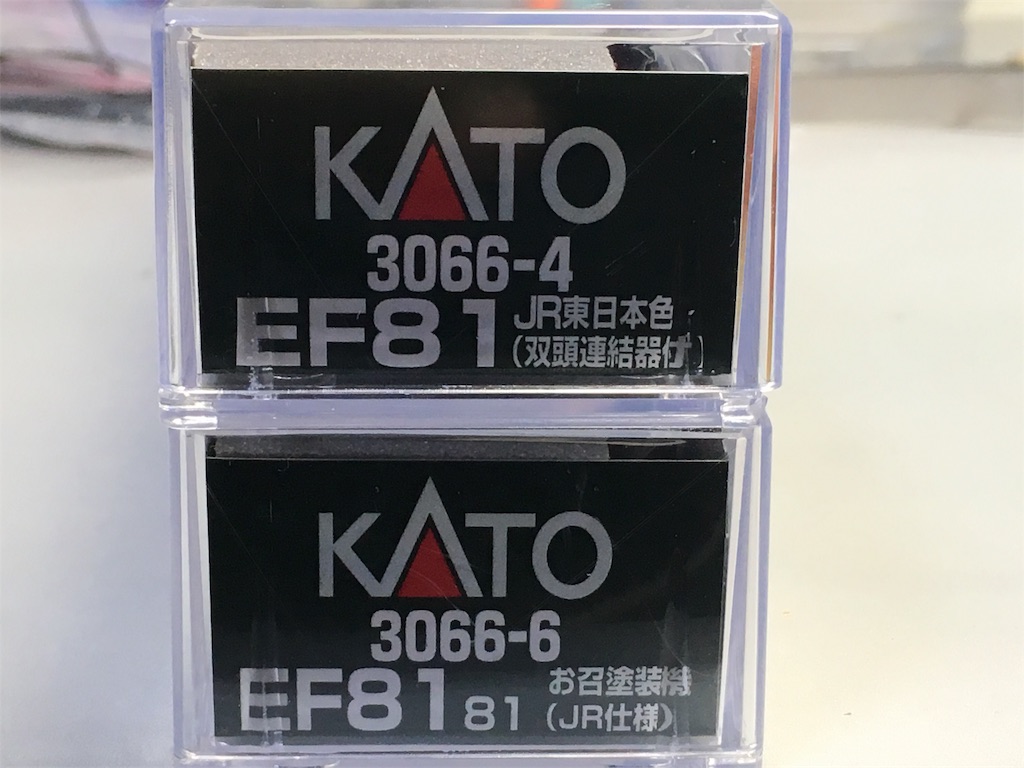 KATO
3066-4
EF81 JR東日本色
(双頭連結器付)
KATO
3066-6
EF81 81 お召塗装機
(JR仕様)